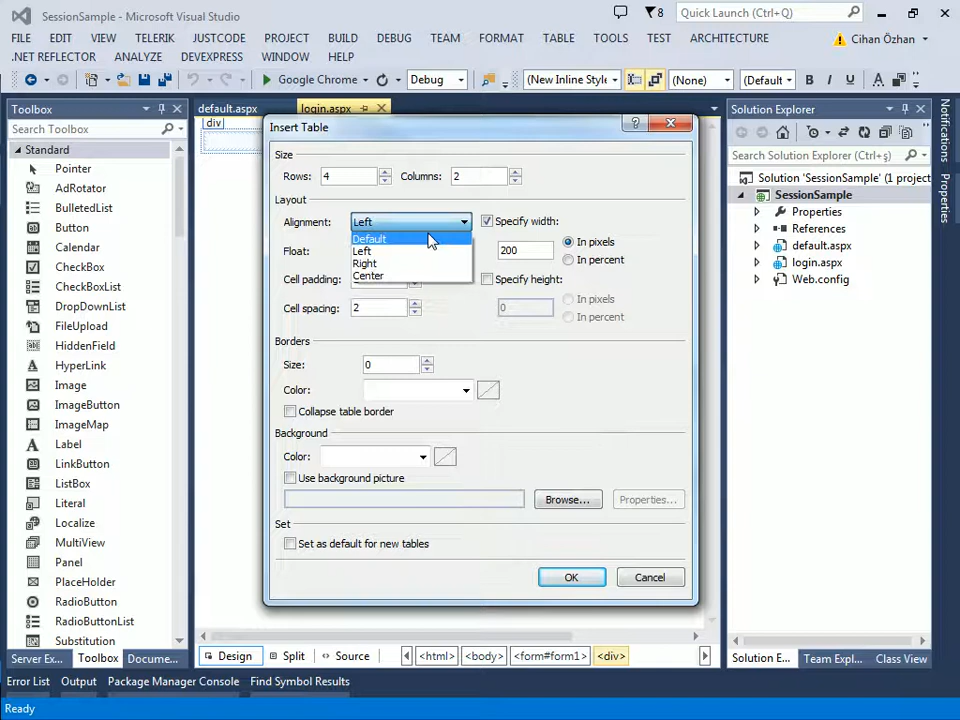 SessionSample - Microsoft Visual Studio
8
Quick Launch (Ctrl+Q)
FILE EDIT VIEW TELERIK JUSTCODE PROJECT BUILD DEBUG TEAM FORMAT TABLE TOOLS TEST ARCHITECTURE Cihan Özhan
.NET REFLECTOR ANALYZE DEVEXPRESS WINDOW HELP
Google Chrome Debug (New Inline Style (None) (Default B I U A
Toolbox
Search Toolbox
Standard
Pointer
AdRotator
BulletedList
Button
Calendar
CheckBox
CheckBoxList
DropDownList
FileUpload
HiddenField
HyperLink
Image
ImageButton
ImageMap
Label
LinkButton
ListBox
Literal
Localize
MultiView
Panel
PlaceHolder
RadioButton
RadioButtonList
Substitution
Server Ex... Toolbox Docume...
default.aspx login.aspx
div
Insert Table
?
Size
Rows: 4 Columns: 2
Layout
Alignment: Left Specify width:
Default
Left
Right
Center
Float: 200 In pixels
In percent
Cell padding: Specify height:
Cell spacing: 2 0 In pixels
In percent
Borders
Size: 0
Color:
Collapse table border
Background
Color:
Use background picture
Browse... Properties...
Set
Set as default for new tables
OK Cancel
Design Split Source <html> <body> <form#form1> <div>
Solution Explorer
Search Solution Explorer (Ctrl+ş)
Solution 'SessionSample' (1 project
SessionSample
Properties
References
default.aspx
login.aspx
Web.config
Solution E... Team Expl... Class View
Notifications
Properties
Error List Output Package Manager Console Find Symbol Results
Ready